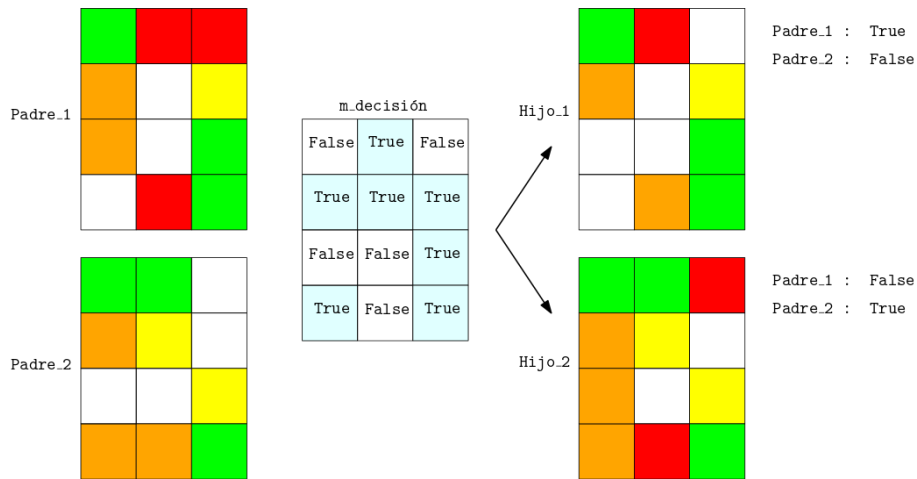 Padre_1
Padre_2
m_decisión
False True False
True True True
False False True
True False True
Hijo_1
Padre_1 : True
Padre_2 : False
Hijo_2
Padre_1 : False
Padre_2 : True